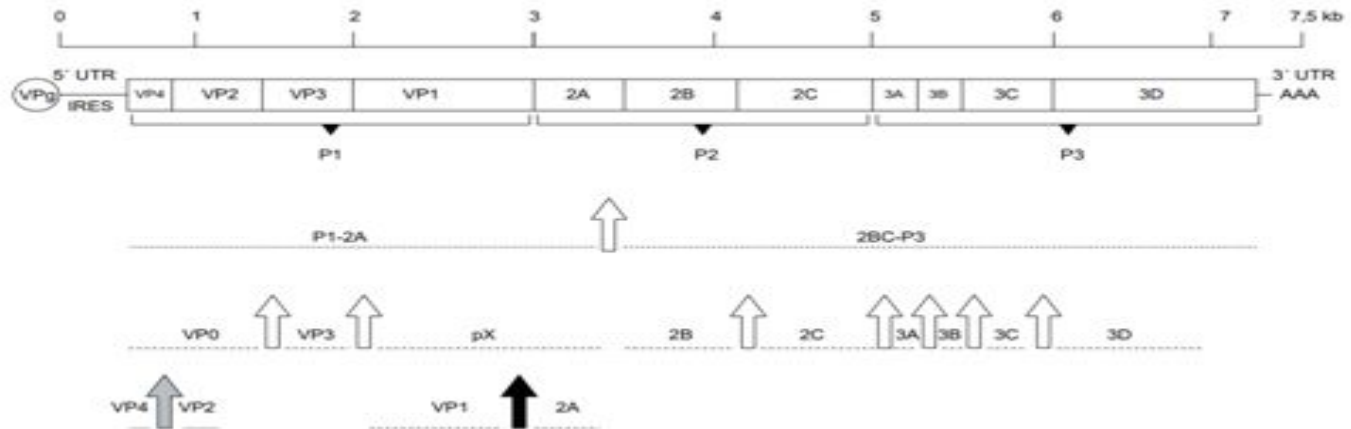 0 1 2 3 4 5 6 7 7,5 kb
5´ UTR 3´ UTR
VPg IRES VP4 VP2 VP3 VP1 2A 2B 2C 3A 3B 3C 3D AAA
P1 P2 P3
P1-2A 2BC-P3
VP0 VP3 pX 2B 2C 3A 3B 3C 3D
VP4 VP2 VP1 2A